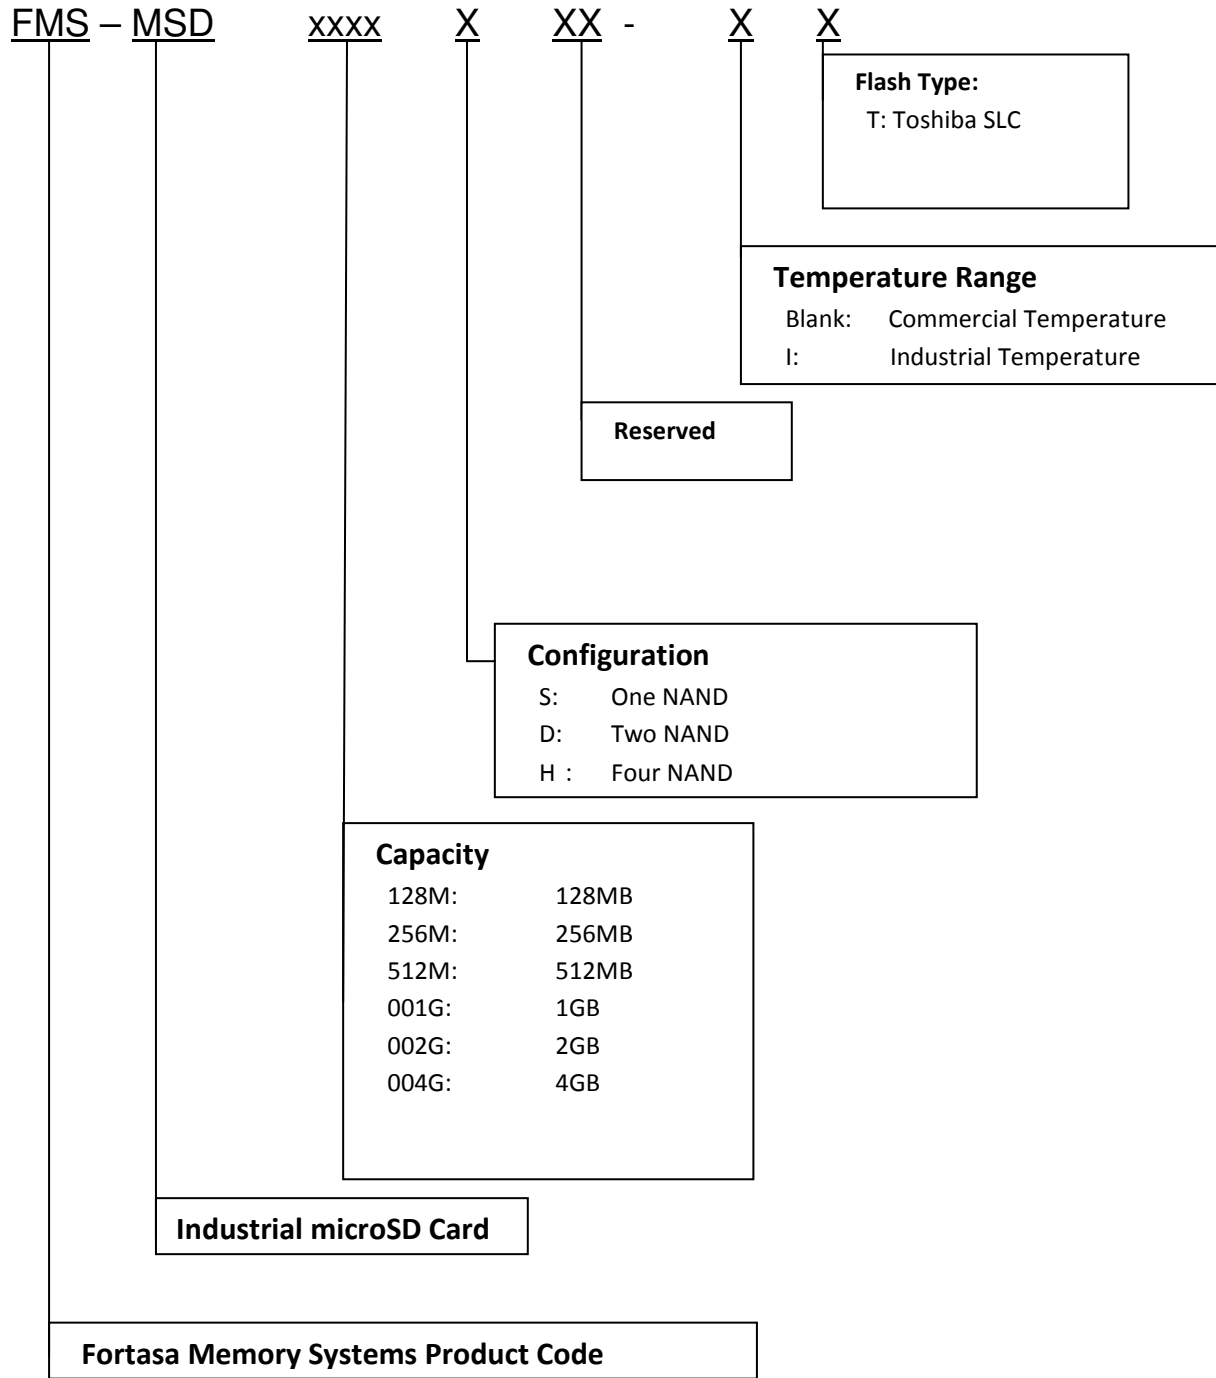 FMS – MSD xxxx X XX - X X
Flash Type:
T: Toshiba SLC
Temperature Range
Blank: Commercial Temperature
I: Industrial Temperature
Reserved
Configuration
S: One NAND
D: Two NAND
H : Four NAND
Capacity
128M: 128MB
256M: 256MB
512M: 512MB
001G: 1GB
002G: 2GB
004G: 4GB
Industrial microSD Card
Fortasa Memory Systems Product Code